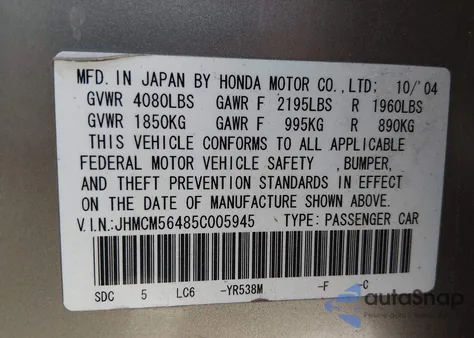 MFD. IN JAPAN BY HONDA MOTOR CO.,LTD; 10/'04
GVWR 4080LBS GAWR F 2195LBS R 1960LBS
GVWR 1850KG GAWR F 995KG R 890KG
THIS VEHICLE CONFORMS TO ALL APPLICABLE
FEDERAL MOTOR VEHICLE SAFETY ,BUMPER,
AND THEFT PREVENTION STANDARDS IN EFFECT
ON THE DATE OF MANUFACTURE SHOWN ABOVE.
V.I.N:JHMCM56485C005945 TYPE: PASSENGER CAR
SDC 5 LC6 -YR538M -F -C
autoSnap